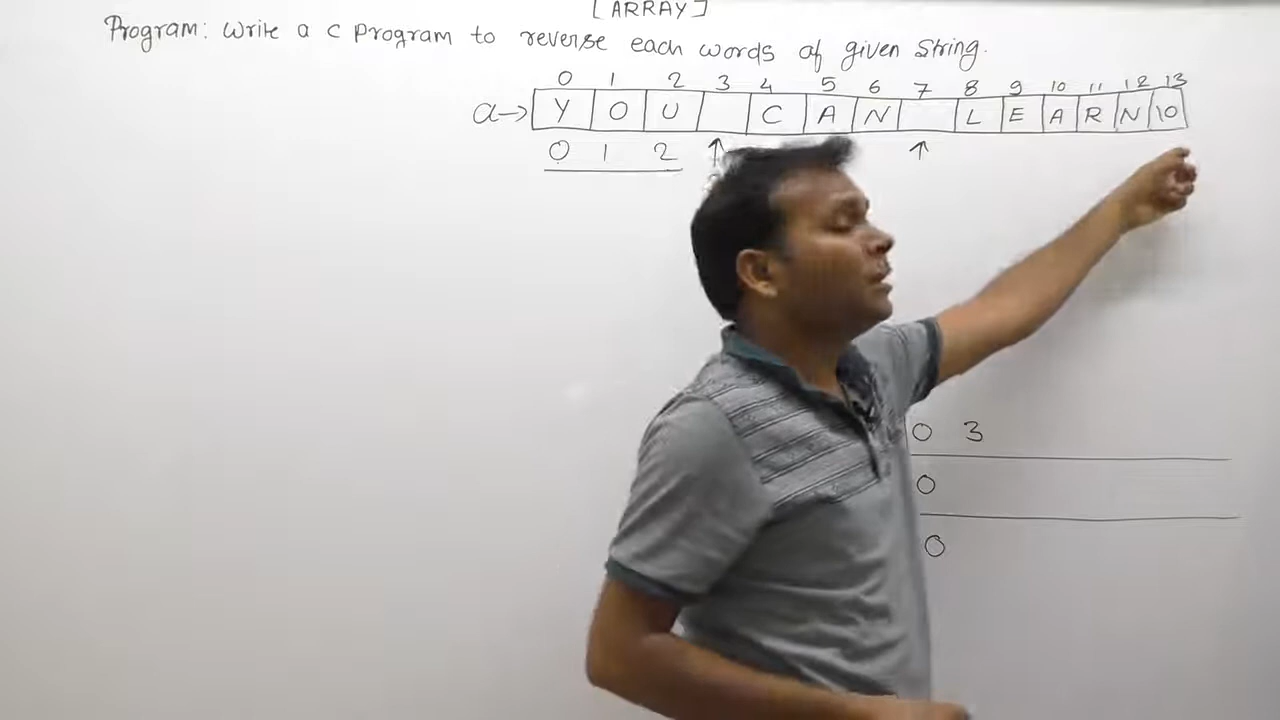 [ARRAY]
Program: Write a C program to reverse each words of given String.
0 1 2 3 4 5 6 7 8 9 10 11 12 13
a→ Y O U C A N L E A R N \0
0 1 2 ↑ ↑
0 3
0
0